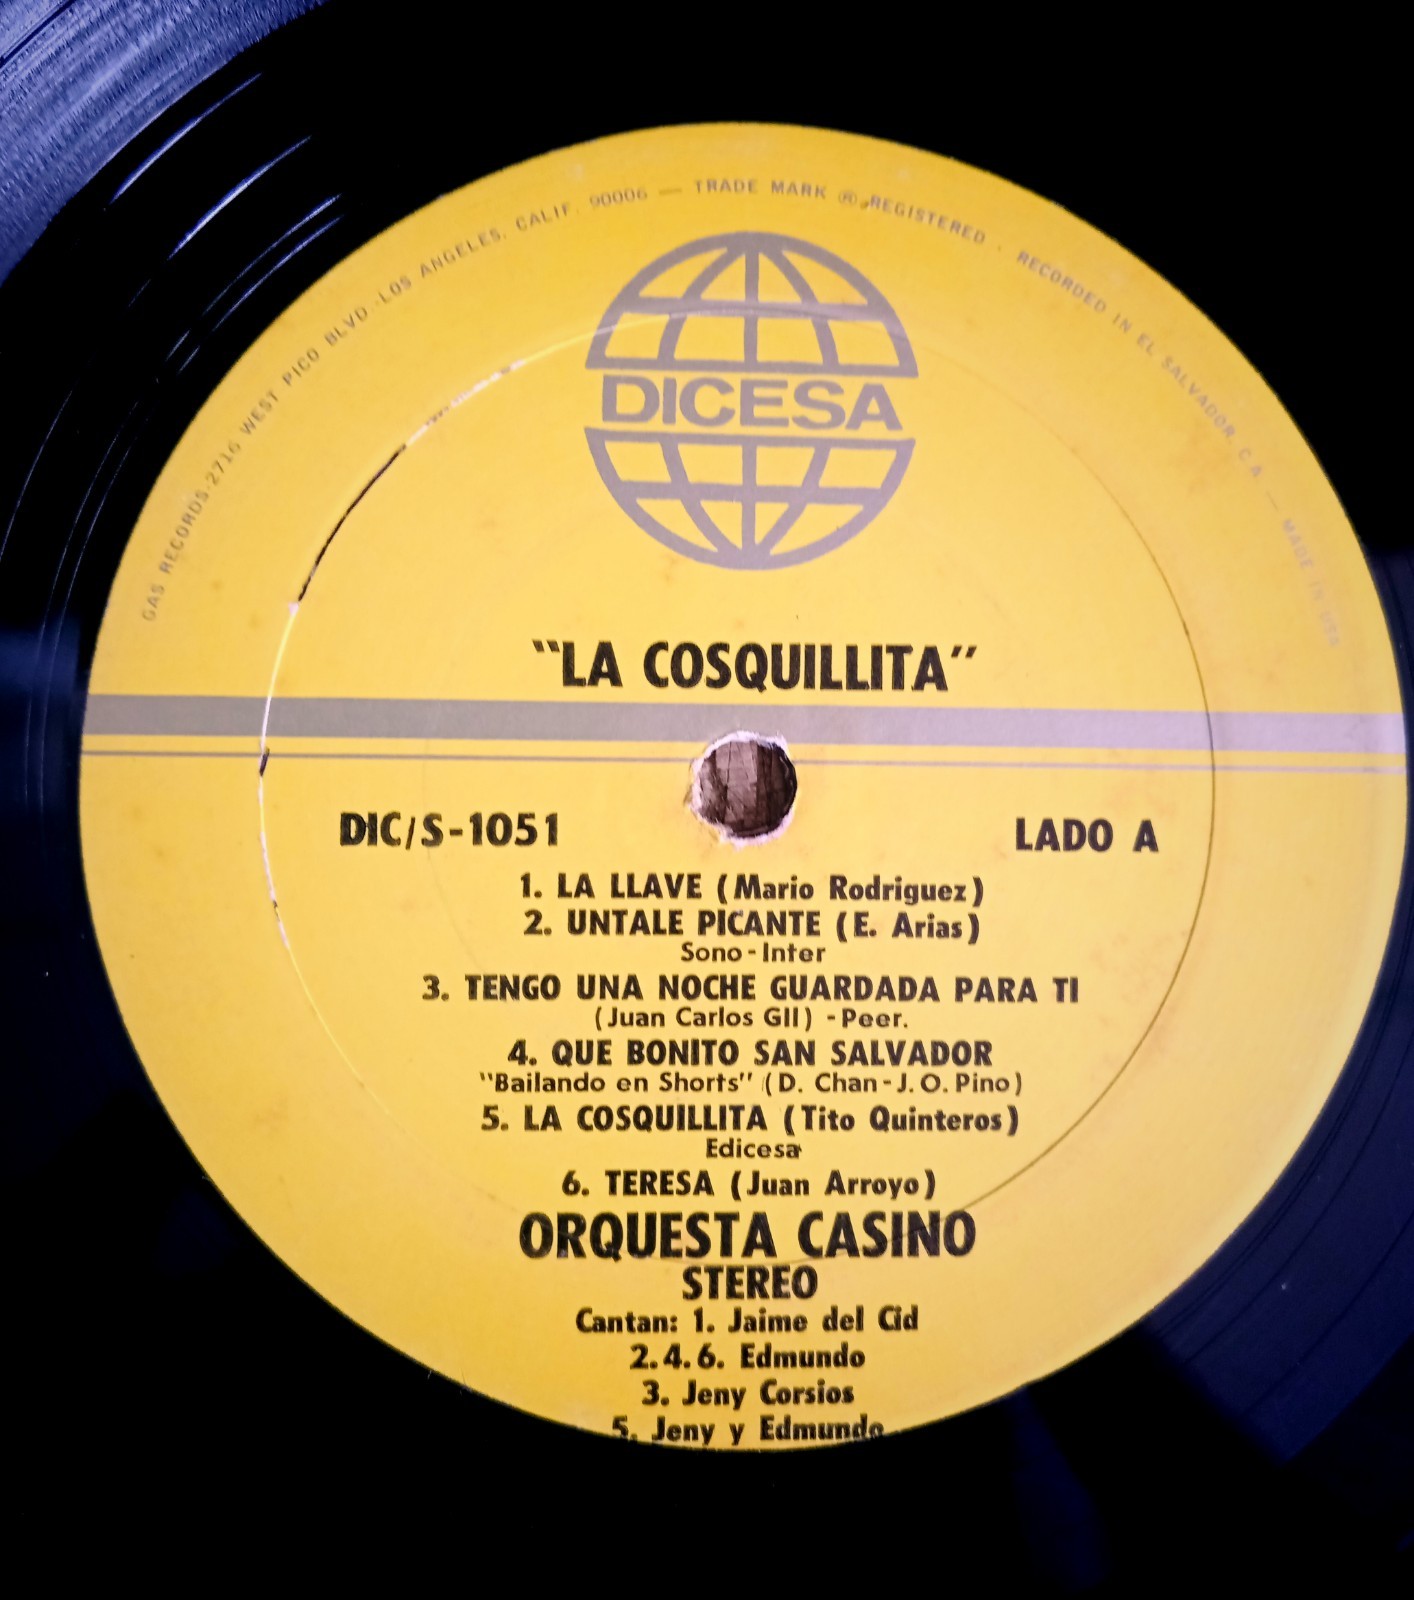 GAS RECORDS·2716 WEST PICO BLVD·LOS ANGELES, CALIF. 90006 — TRADE MARK ® REGISTERED · RECORDED IN EL SALVADOR, C.A. — MADE IN USA
DICESA
"LA COSQUILLITA"
DIC/S-1051
LADO A
1. LA LLAVE (Mario Rodriguez)
2. UNTALE PICANTE (E. Arias)
Sono-Inter
3. TENGO UNA NOCHE GUARDADA PARA TI
(Juan Carlos GIl) -Peer.
4. QUE BONITO SAN SALVADOR
"Bailando en Shorts" (D. Chan-J.O.Pino)
5. LA COSQUILLITA (Tito Quinteros)
Edicesa
6. TERESA (Juan Arroyo)
ORQUESTA CASINO
STEREO
Cantan: 1. Jaime del Cid
2.4.6. Edmundo
3. Jeny Corsios
5. Jeny y Edmundo